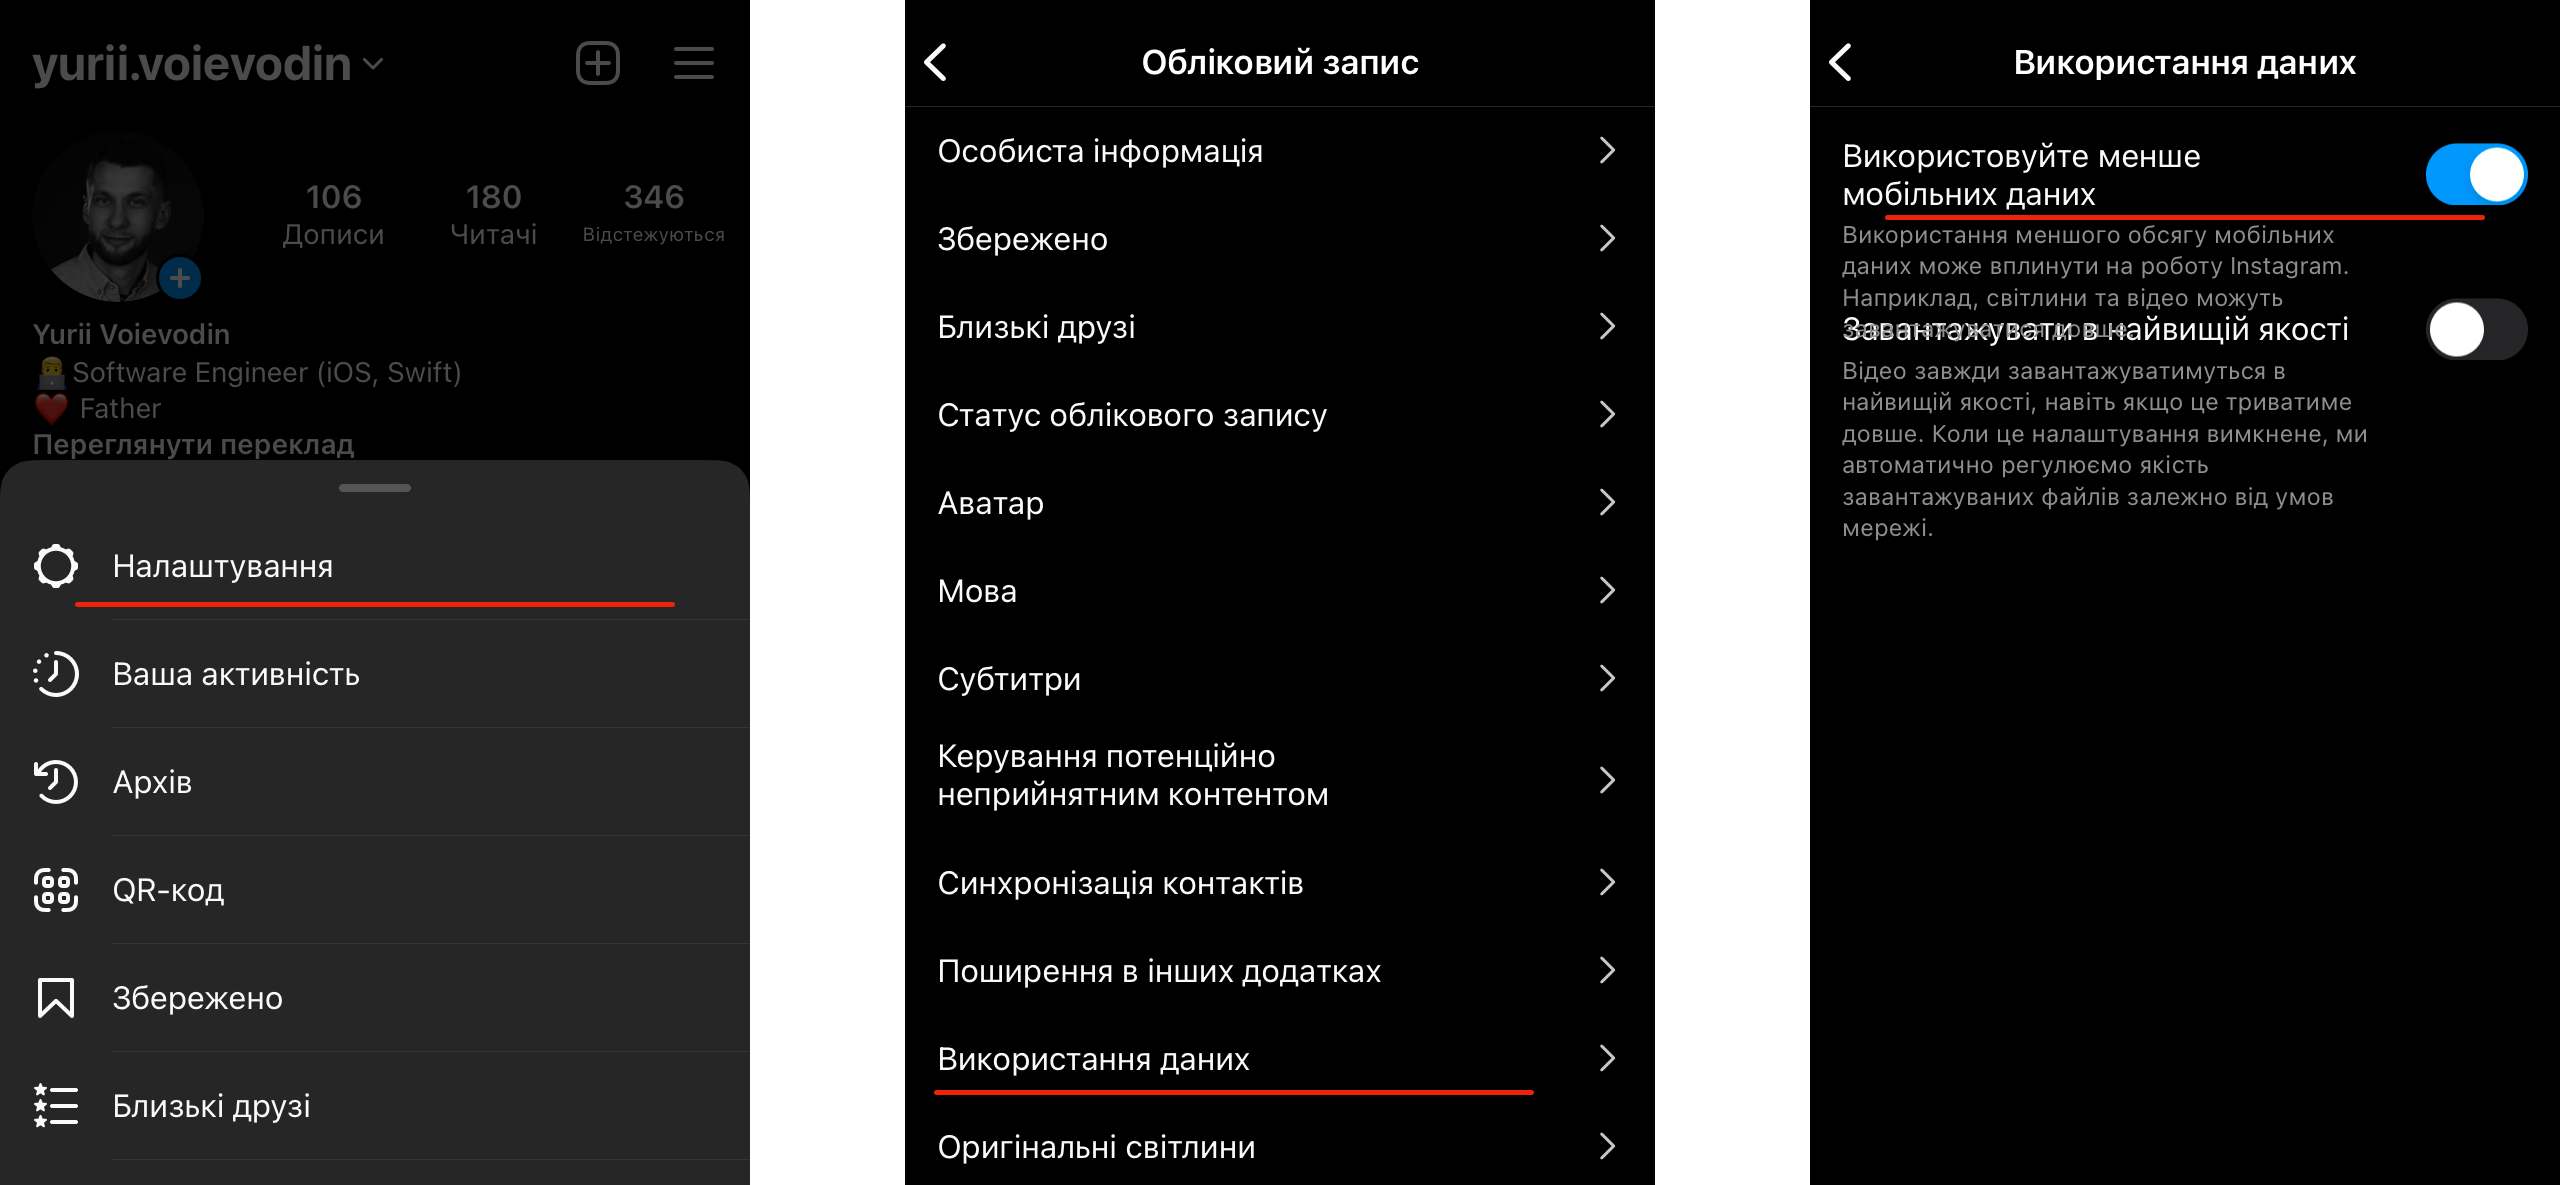 yurii.voievodin
106
180
346
Дописи
Читачі
Відстежуються
Yurii Voievodin
Software Engineer (iOS, Swift)
Father
Переглянути переклад
Налаштування
Ваша активність
Архів
QR-код
Збережено
Близькі друзі
Обліковий запис
Особиста інформація
Збережено
Близькі друзі
Статус облікового запису
Аватар
Мова
Субтитри
Керування потенційно
неприйнятним контентом
Синхронізація контактів
Поширення в інших додатках
Використання даних
Оригінальні світлини
Використання даних
Використовуйте менше
мобільних даних
Використання меншого обсягу мобільних
даних може вплинути на роботу Instagram.
Наприклад, світлини та відео можуть
завантажуватися довше.
Завантажувати в найвищій якості
Відео завжди завантажуватимуться в
найвищій якості, навіть якщо це триватиме
довше. Коли це налаштування вимкнене, ми
автоматично регулюємо якість
завантажуваних файлів залежно від умов
мережі.